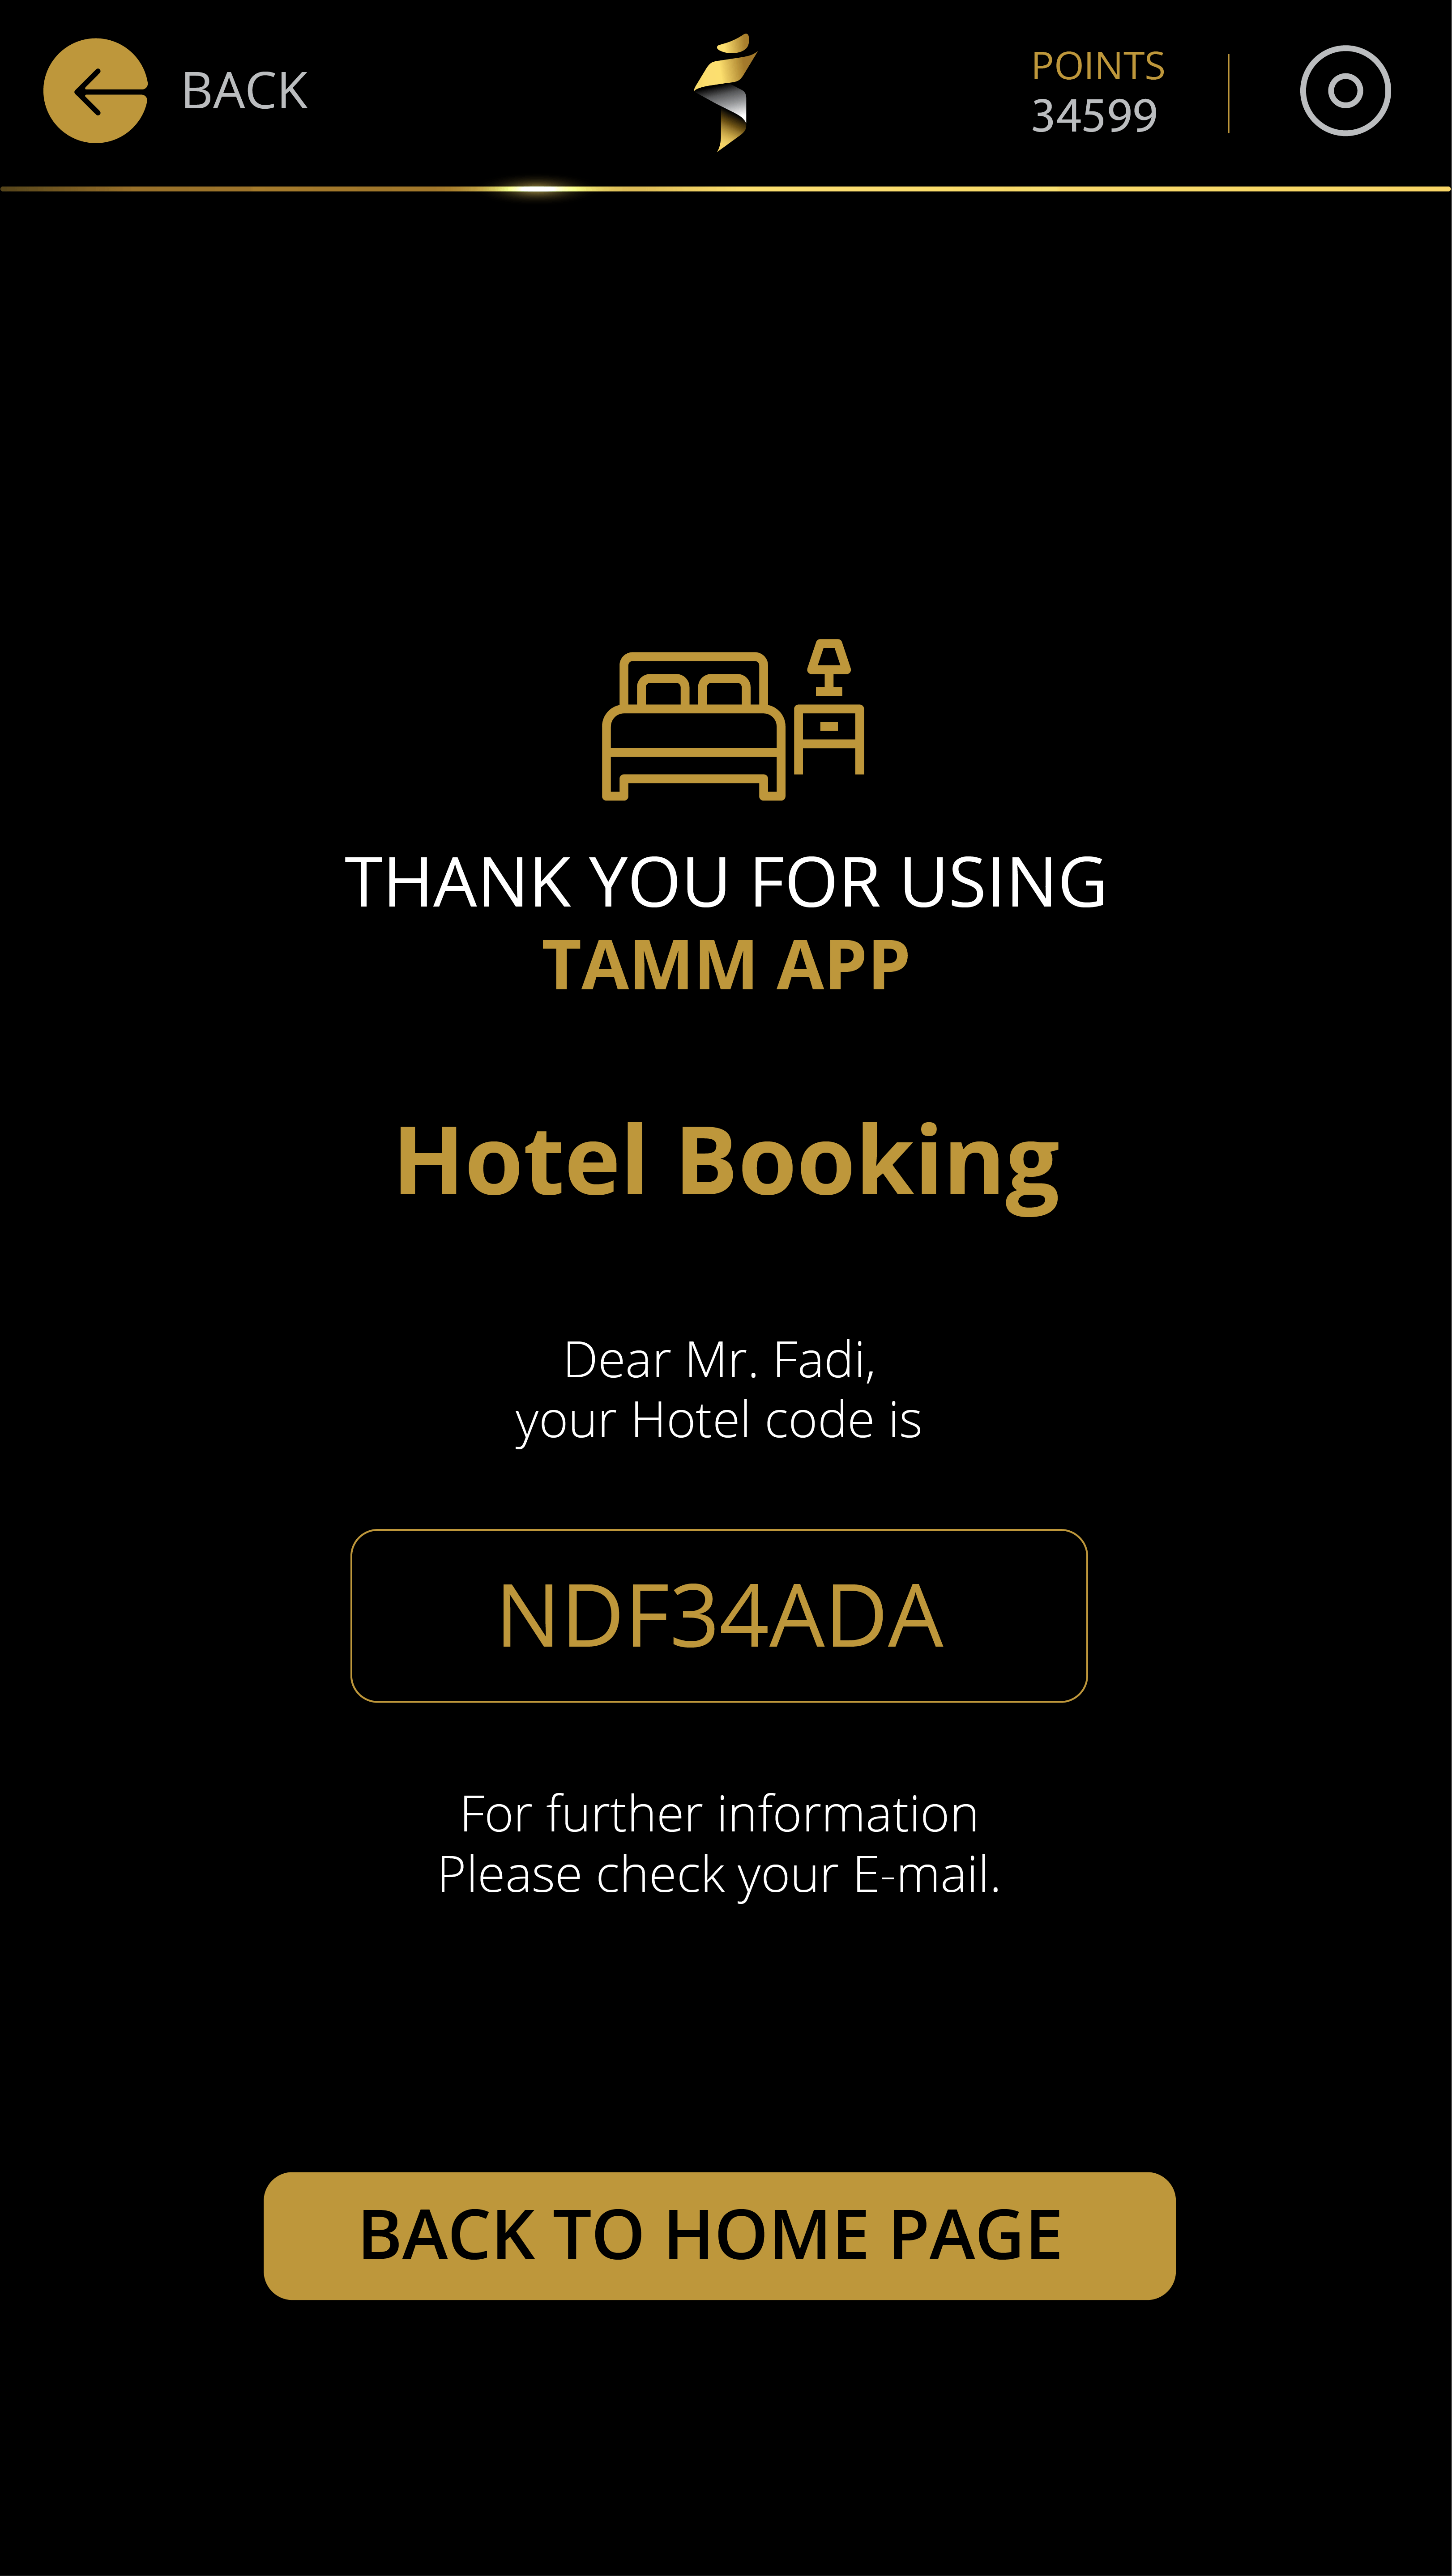 BACK
POINTS
34599
THANK YOU FOR USING
TAMM APP
Hotel Booking
Dear Mr. Fadi,
your Hotel code is
NDF34ADA
For further information
Please check your E-mail.
BACK TO HOME PAGE